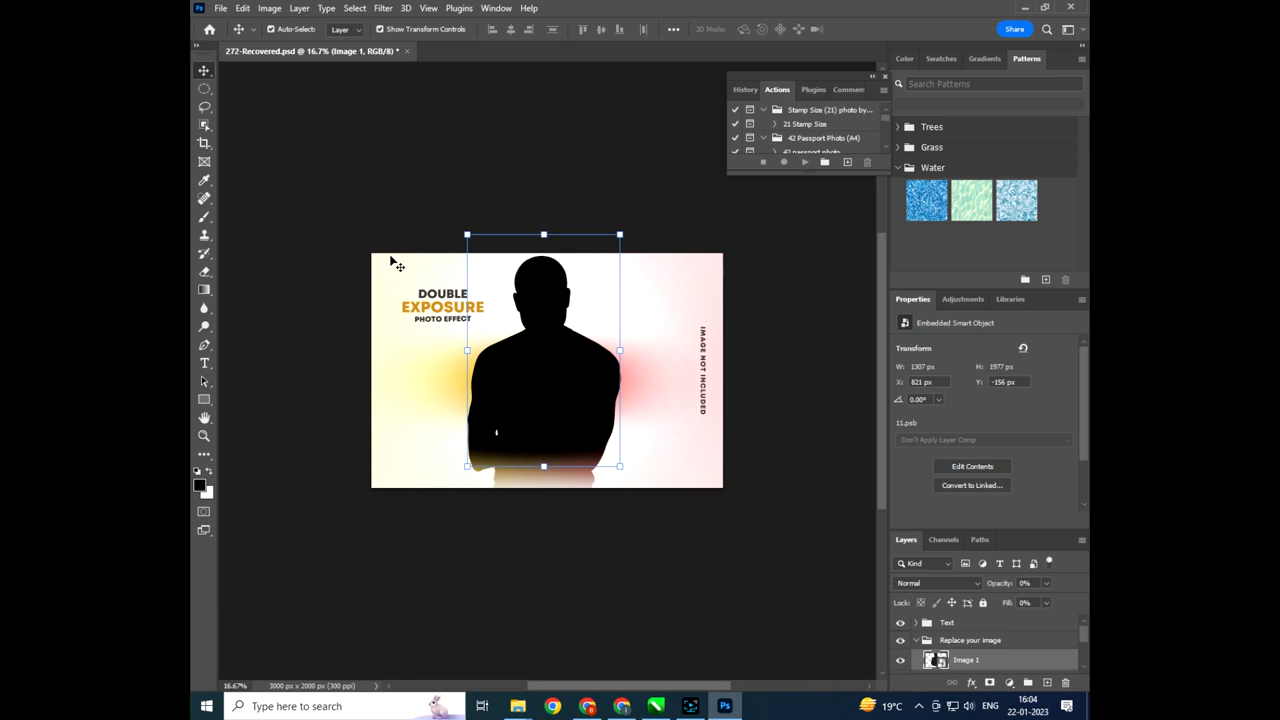 File Edit Image Layer Type Select Filter 3D View Plugins Window Help
Auto-Select: Layer Show Transform Controls 3D Mode: Share
272-Recovered.psd @ 16.7% (Image 1, RGB/8) * ×
Color Swatches Gradients Patterns
Search Patterns
Trees
Grass
Water
History Actions Plugins Comment
Stamp Size (21) photo by...
21 Stamp Size
42 Passport Photo (A4)
42 passport photo
DOUBLE
EXPOSURE
PHOTO EFFECT
IMAGE NOT INCLUDED
Properties Adjustments Libraries
Embedded Smart Object
Transform
W: 1307 px H: 1977 px
X: 821 px Y: -156 px
0.00°
11.psb
Don't Apply Layer Comp
Edit Contents
Convert to Linked...
Layers Channels Paths
Kind
Normal Opacity: 0%
Lock: Fill: 0%
Text
Replace your image
Image 1
16.67% 3000 px x 2000 px (300 ppi)
Type here to search
19°C ENG
16:04
22-01-2023